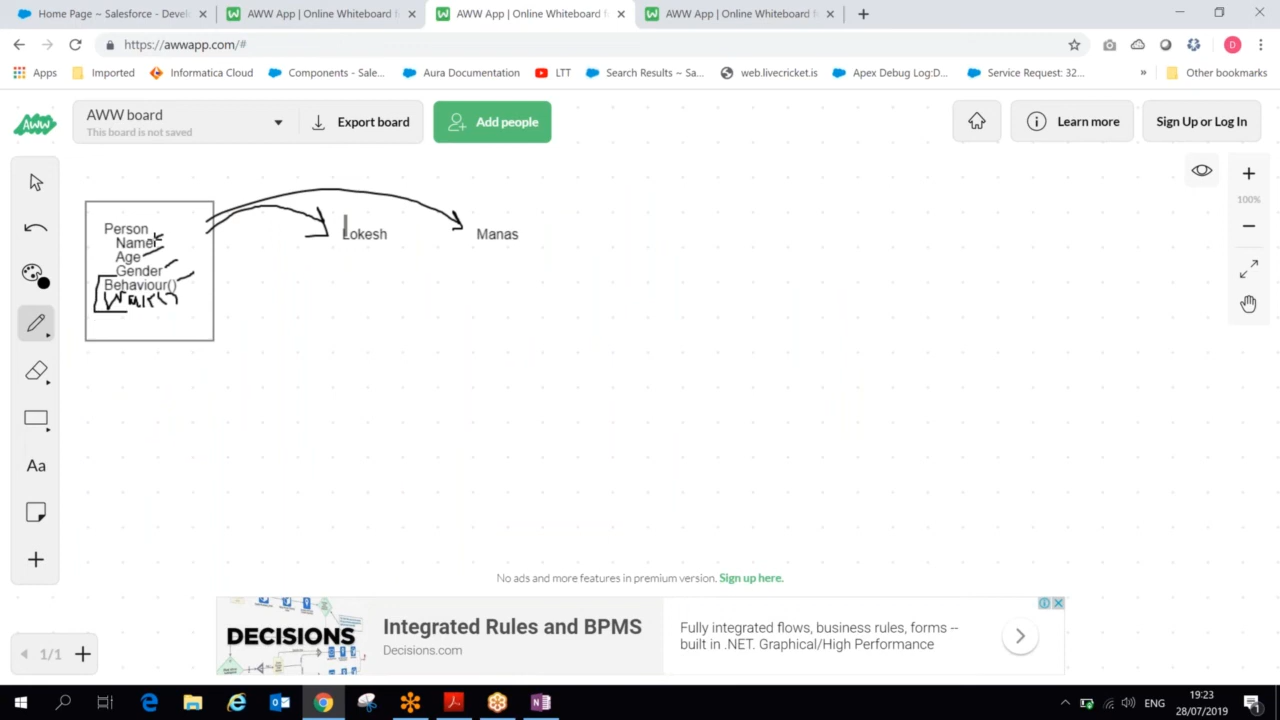 Home Page ~ Salesforce - Devel
AWW App | Online Whiteboard f
AWW App | Online Whiteboard f
AWW App | Online Whiteboard f
https://awwapp.com/#
D
Apps
Imported
Informatica Cloud
Components - Sale...
Aura Documentation
LTT
Search Results ~ Sa...
web.livecricket.is
Apex Debug Log:D...
Service Request: 32...
»
Other bookmarks
AWW
AWW board
This board is not saved
Export board
Add people
Learn more
Sign Up or Log In
100%
Person
Name
Age
Gender
Behaviour()
Walk()
Lokesh
Manas
Aa
No ads and more features in premium version. Sign up here.
DECISIONS
Integrated Rules and BPMS
Decisions.com
Fully integrated flows, business rules, forms --
built in .NET. Graphical/High Performance
1/1
ENG
19:23
28/07/2019